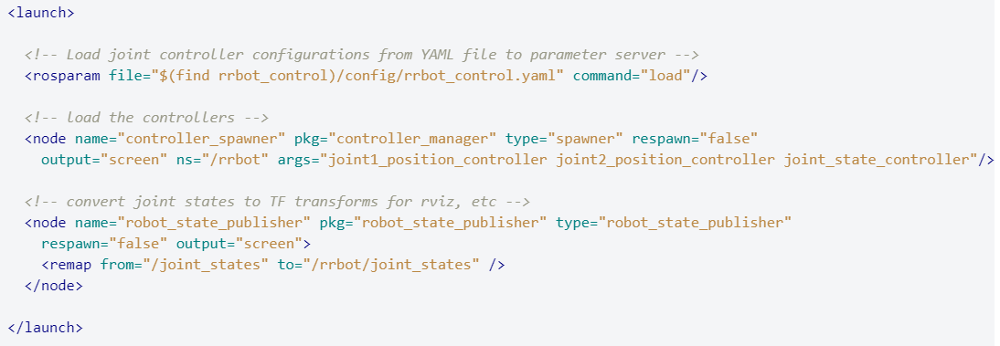 <launch>
<!-- Load joint controller configurations from YAML file to parameter server -->
<rosparam file="$(find rrbot_control)/config/rrbot_control.yaml" command="load"/>
<!-- load the controllers -->
<node name="controller_spawner" pkg="controller_manager" type="spawner" respawn="false"
output="screen" ns="/rrbot" args="joint1_position_controller joint2_position_controller joint_state_controller"/>
<!-- convert joint states to TF transforms for rviz, etc -->
<node name="robot_state_publisher" pkg="robot_state_publisher" type="robot_state_publisher"
respawn="false" output="screen">
<remap from="/joint_states" to="/rrbot/joint_states" />
</node>
</launch>